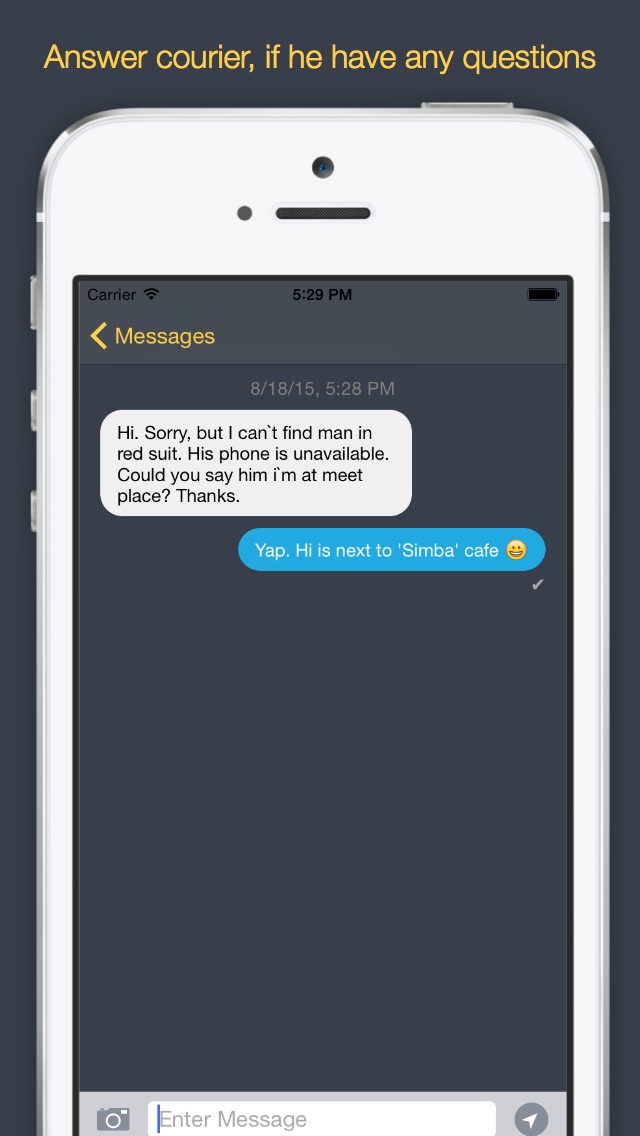 Answer courier, if he have any questions
Carrier 5:29 PM
Messages
8/18/15, 5:28 PM
Hi. Sorry, but I can`t find man in
red suit. His phone is unavailable.
Could you say him i`m at meet
place? Thanks.
Yap. Hi is next to 'Simba' cafe 😀
✔
Enter Message